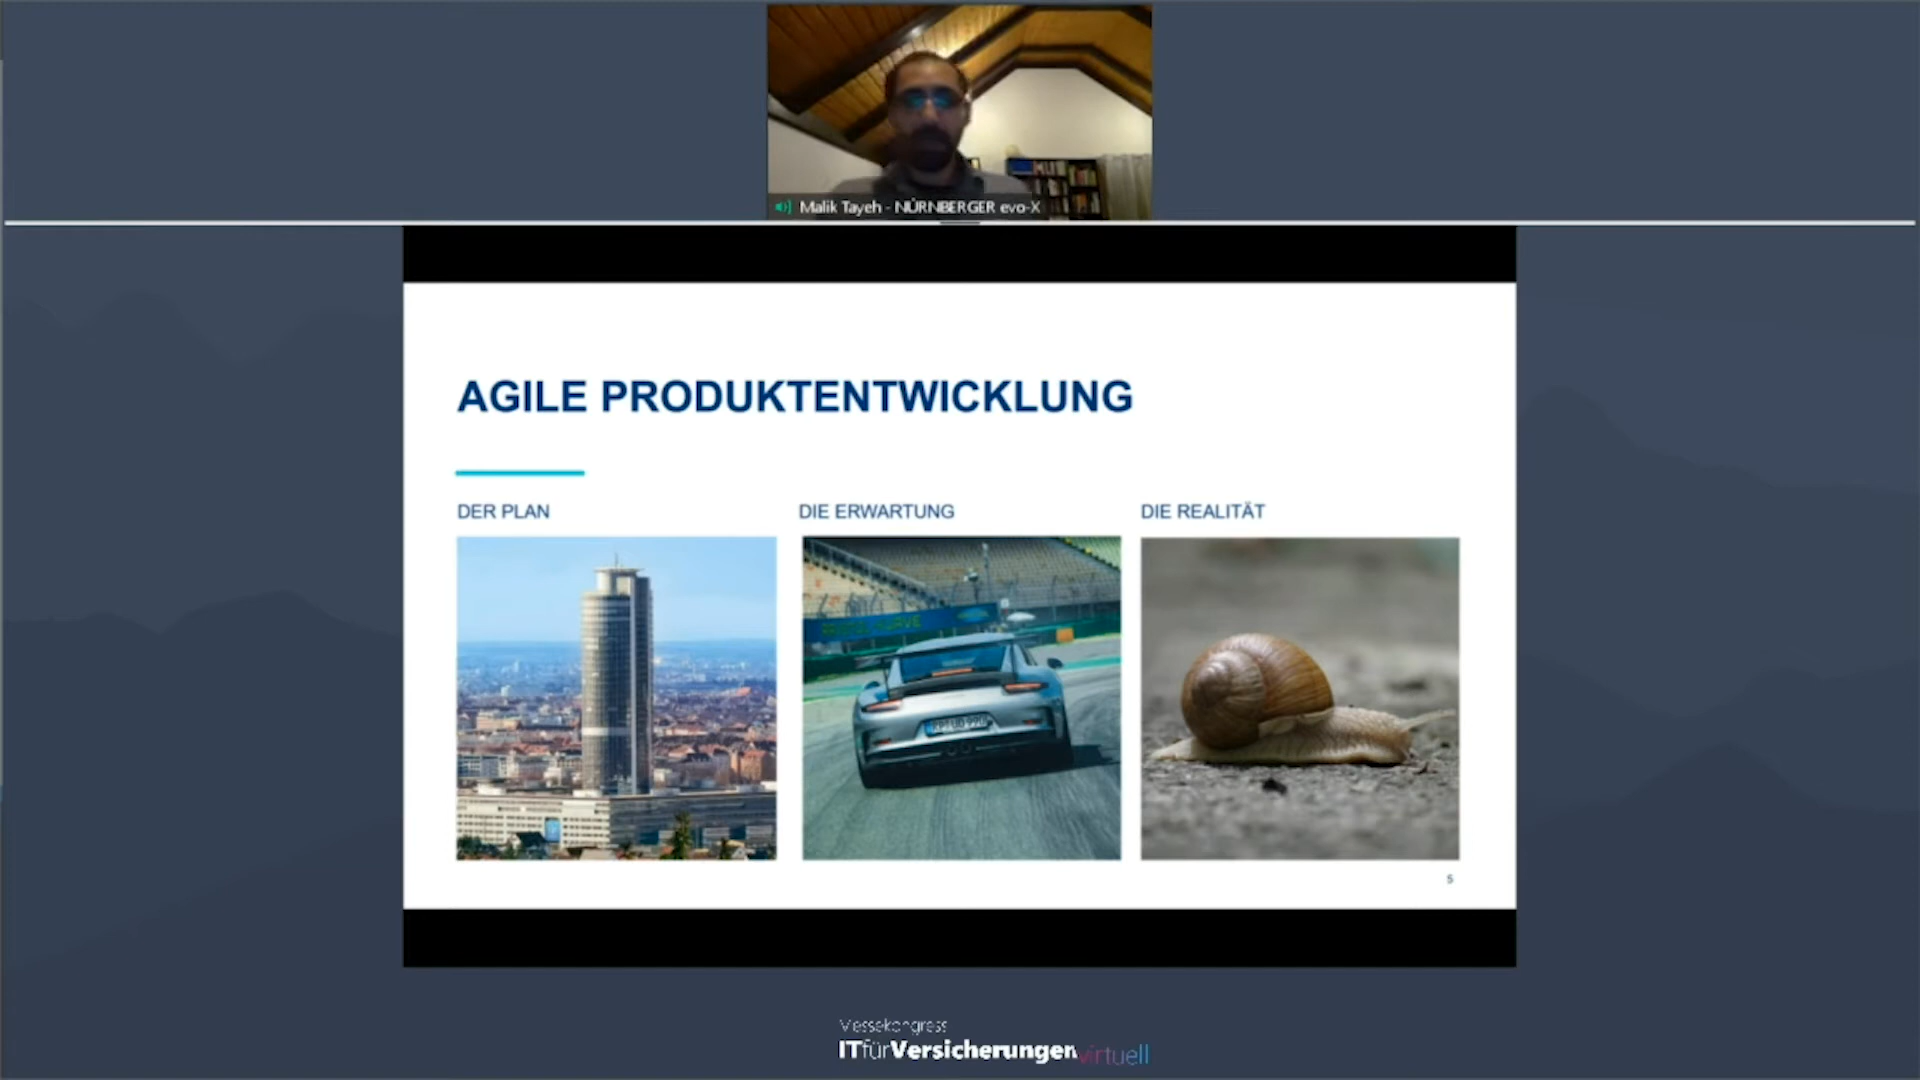 Malik Tayeh - NÜRNBERGER evo-X
AGILE PRODUKTENTWICKLUNG
DER PLAN
DIE ERWARTUNG
DIE REALITÄT
5
Messekongress
ITfürVersicherungen virtuell